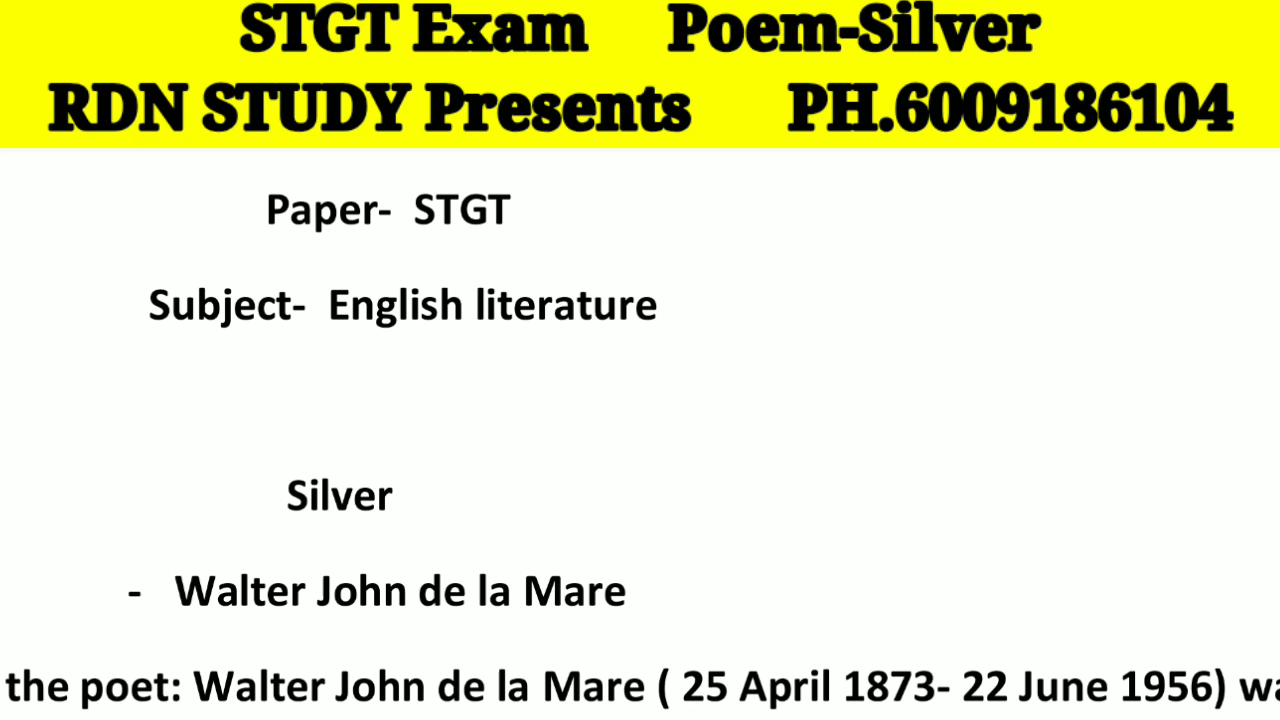 STGT Exam Poem-Silver
RDN STUDY Presents PH.6009186104
Paper- STGT
Subject- English literature
Silver
- Walter John de la Mare
the poet: Walter John de la Mare ( 25 April 1873- 22 June 1956)